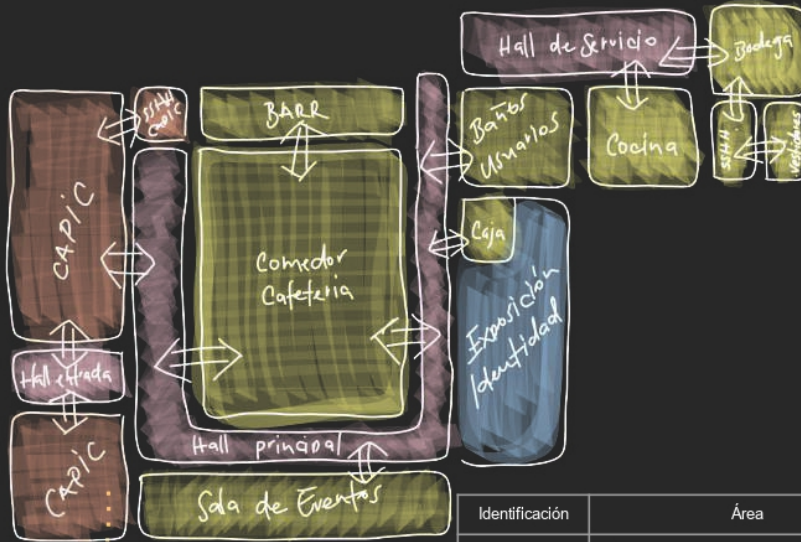 Hall de Servicio
Bodega
SSHH
CAPIC
BARR
Baños
Usuarios
Cocina
SSHH
Vestidores
CAPIC
Comedor
Cafeteria
Caja
Exposición
Identidad
Hall entrada
CAPIC
Hall principal
Sala de Eventos
Identificación
Área